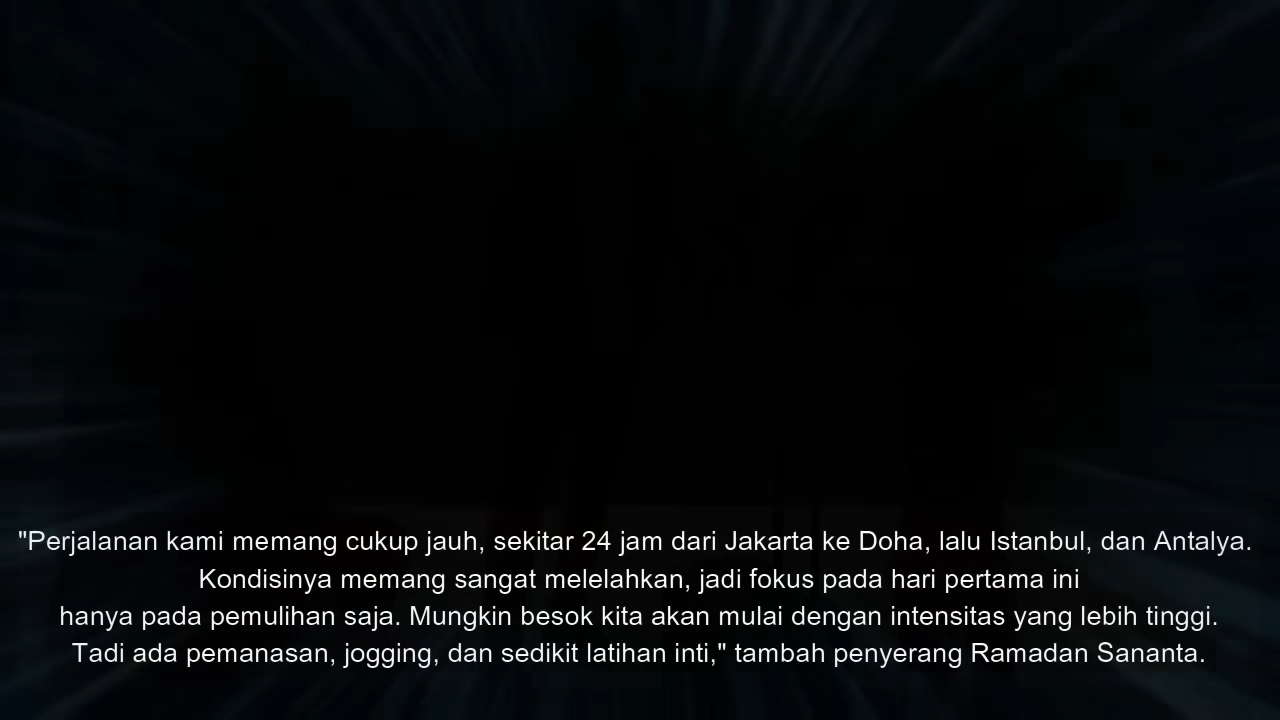 "Perjalanan kami memang cukup jauh, sekitar 24 jam dari Jakarta ke Doha, lalu Istanbul, dan Antalya.
Kondisinya memang sangat melelahkan, jadi fokus pada hari pertama ini
hanya pada pemulihan saja. Mungkin besok kita akan mulai dengan intensitas yang lebih tinggi.
Tadi ada pemanasan, jogging, dan sedikit latihan inti," tambah penyerang Ramadan Sananta.